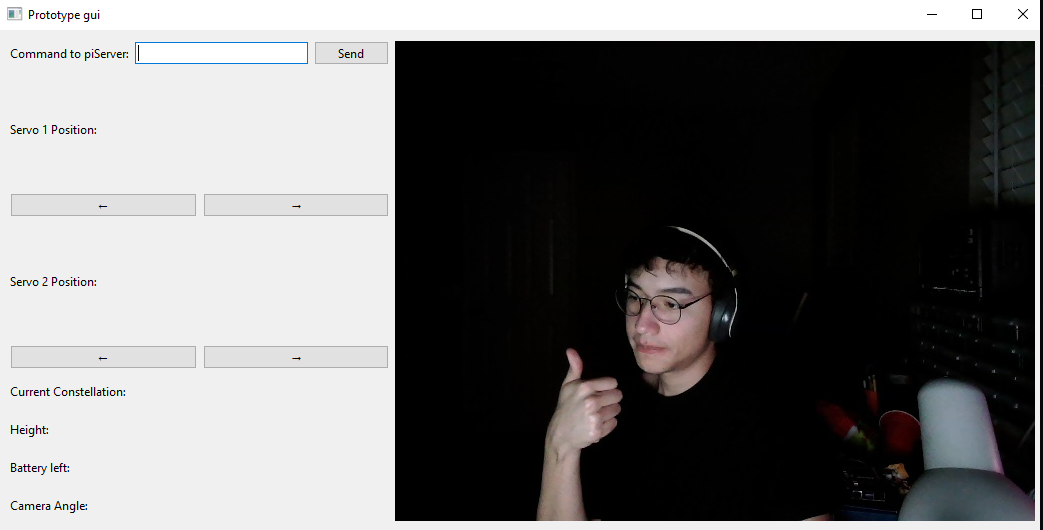 Prototype gui
Command to piServer:
Send
Servo 1 Position:
← →
Servo 2 Position:
← →
Current Constellation:
Height:
Battery left:
Camera Angle: